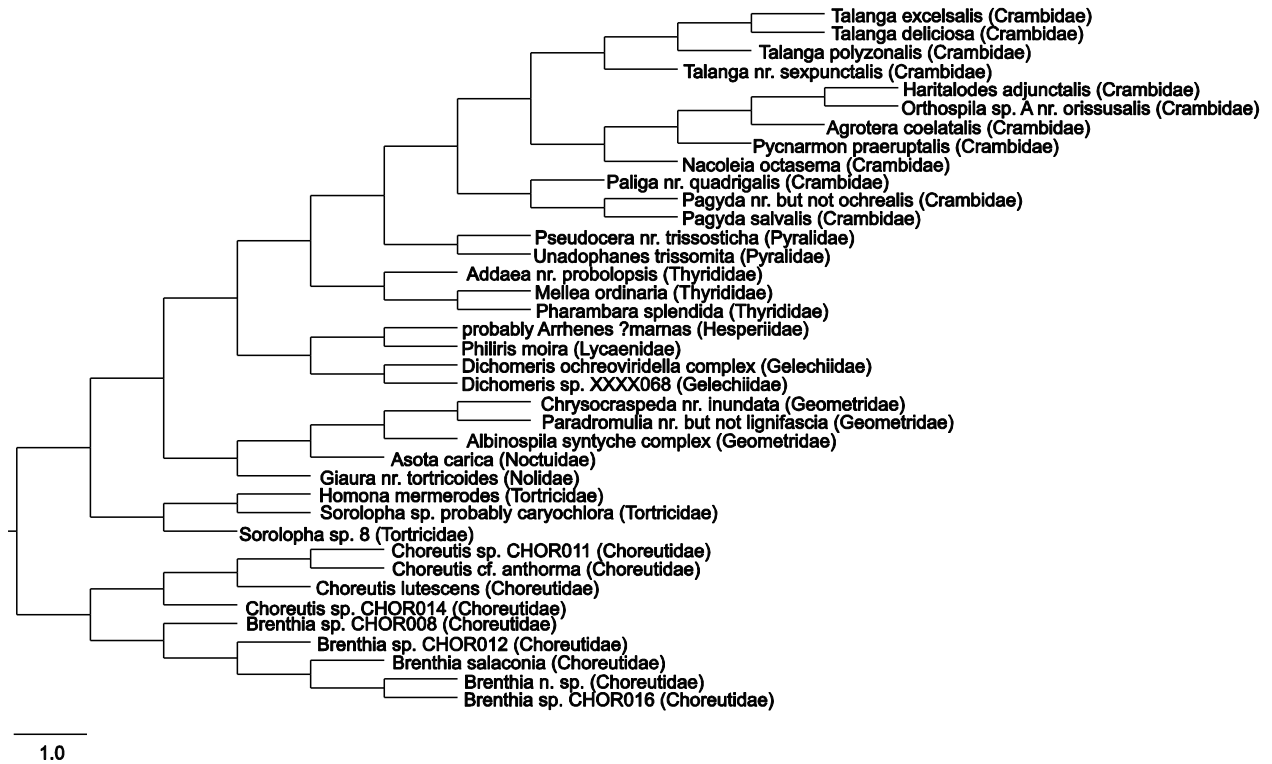 Talanga excelsalis (Crambidae)
Talanga deliciosa (Crambidae)
Talanga polyzonalis (Crambidae)
Talanga nr. sexpunctalis (Crambidae)
Haritalodes adjunctalis (Crambidae)
Orthospila sp. A nr. orissusalis (Crambidae)
Agrotera coelatalis (Crambidae)
Pycnarmon praeruptalis (Crambidae)
Nacoleia octasema (Crambidae)
Paliga nr. quadrigalis (Crambidae)
Pagyda nr. but not ochrealis (Crambidae)
Pagyda salvalis (Crambidae)
Pseudocera nr. trissosticha (Pyralidae)
Unadophanes trissomita (Pyralidae)
Addaea nr. probolopsis (Thyrididae)
Mellea ordinaria (Thyrididae)
Pharambara splendida (Thyrididae)
probably Arrhenes ?marnas (Hesperiidae)
Philiris moira (Lycaenidae)
Dichomeris ochreoviridella complex (Gelechiidae)
Dichomeris sp. XXXX068 (Gelechiidae)
Chrysocraspeda nr. inundata (Geometridae)
Paradromulia nr. but not lignifascia (Geometridae)
Albinospila syntyche complex (Geometridae)
Asota carica (Noctuidae)
Giaura nr. tortricoides (Nolidae)
Homona mermerodes (Tortricidae)
Sorolopha sp. probably caryochlora (Tortricidae)
Sorolopha sp. 8 (Tortricidae)
Choreutis sp. CHOR011 (Choreutidae)
Choreutis cf. anthorma (Choreutidae)
Choreutis lutescens (Choreutidae)
Choreutis sp. CHOR014 (Choreutidae)
Brenthia sp. CHOR008 (Choreutidae)
Brenthia sp. CHOR012 (Choreutidae)
Brenthia salaconia (Choreutidae)
Brenthia n. sp. (Choreutidae)
Brenthia sp. CHOR016 (Choreutidae)
1.0